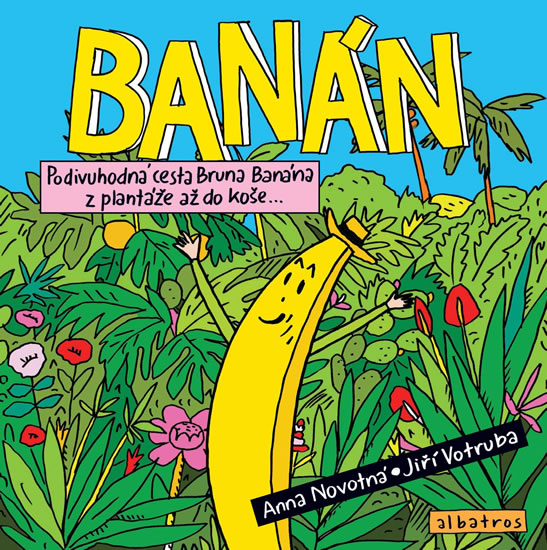 BANÁN
Podivuhodná cesta Bruna Banána
z plantáže až do koše...
Anna Novotná • Jiří Votruba
albatros